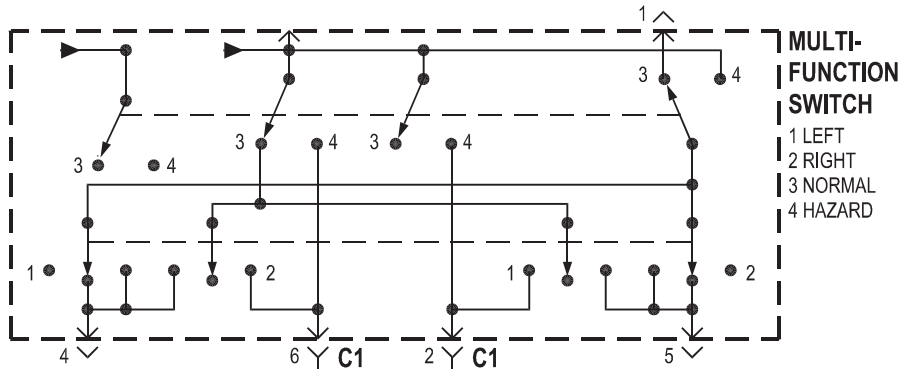 1
MULTI-
FUNCTION
SWITCH
1 LEFT
2 RIGHT
3 NORMAL
4 HAZARD
3 4
3 4 3 4
3 4
1 2 1 2
4 6 C1 2 C1 5